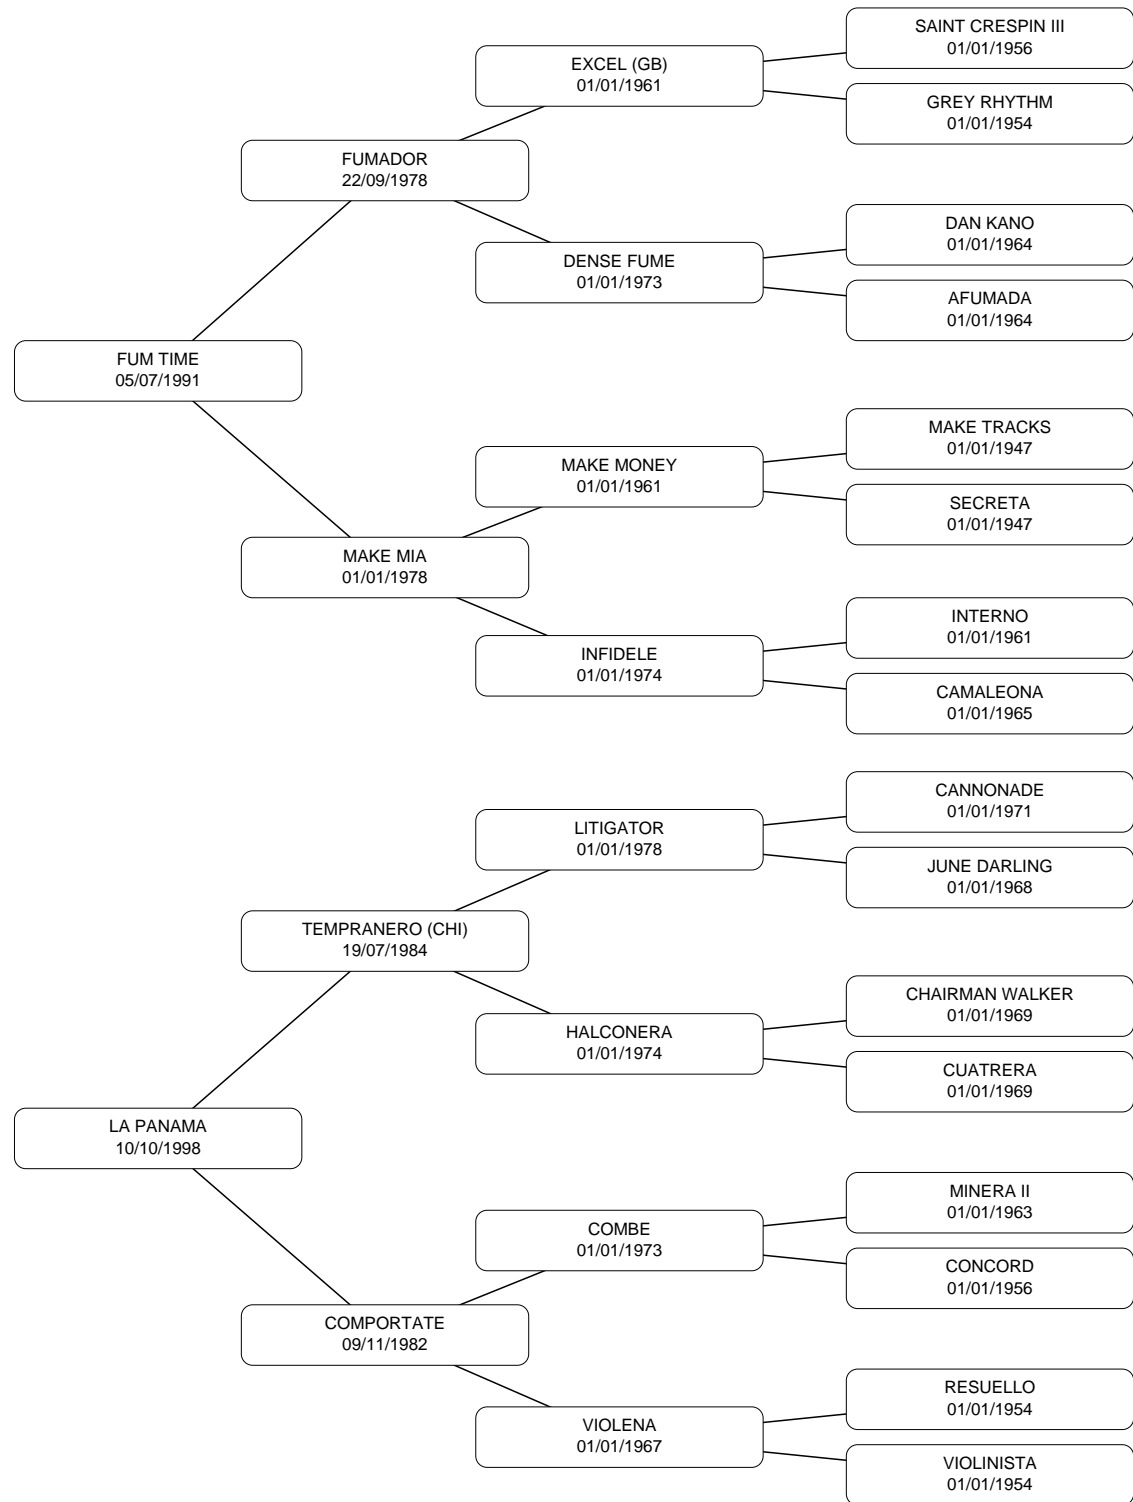 SAINT CRESPIN III
01/01/1956
EXCEL (GB)
01/01/1961
GREY RHYTHM
01/01/1954
FUMADOR
22/09/1978
DAN KANO
01/01/1964
DENSE FUME
01/01/1973
AFUMADA
01/01/1964
FUM TIME
05/07/1991
MAKE TRACKS
01/01/1947
MAKE MONEY
01/01/1961
SECRETA
01/01/1947
MAKE MIA
01/01/1978
INTERNO
01/01/1961
INFIDELE
01/01/1974
CAMALEONA
01/01/1965
CANNONADE
01/01/1971
LITIGATOR
01/01/1978
JUNE DARLING
01/01/1968
TEMPRANERO (CHI)
19/07/1984
CHAIRMAN WALKER
01/01/1969
HALCONERA
01/01/1974
CUATRERA
01/01/1969
LA PANAMA
10/10/1998
MINERA II
01/01/1963
COMBE
01/01/1973
CONCORD
01/01/1956
COMPORTATE
09/11/1982
RESUELLO
01/01/1954
VIOLENA
01/01/1967
VIOLINISTA
01/01/1954